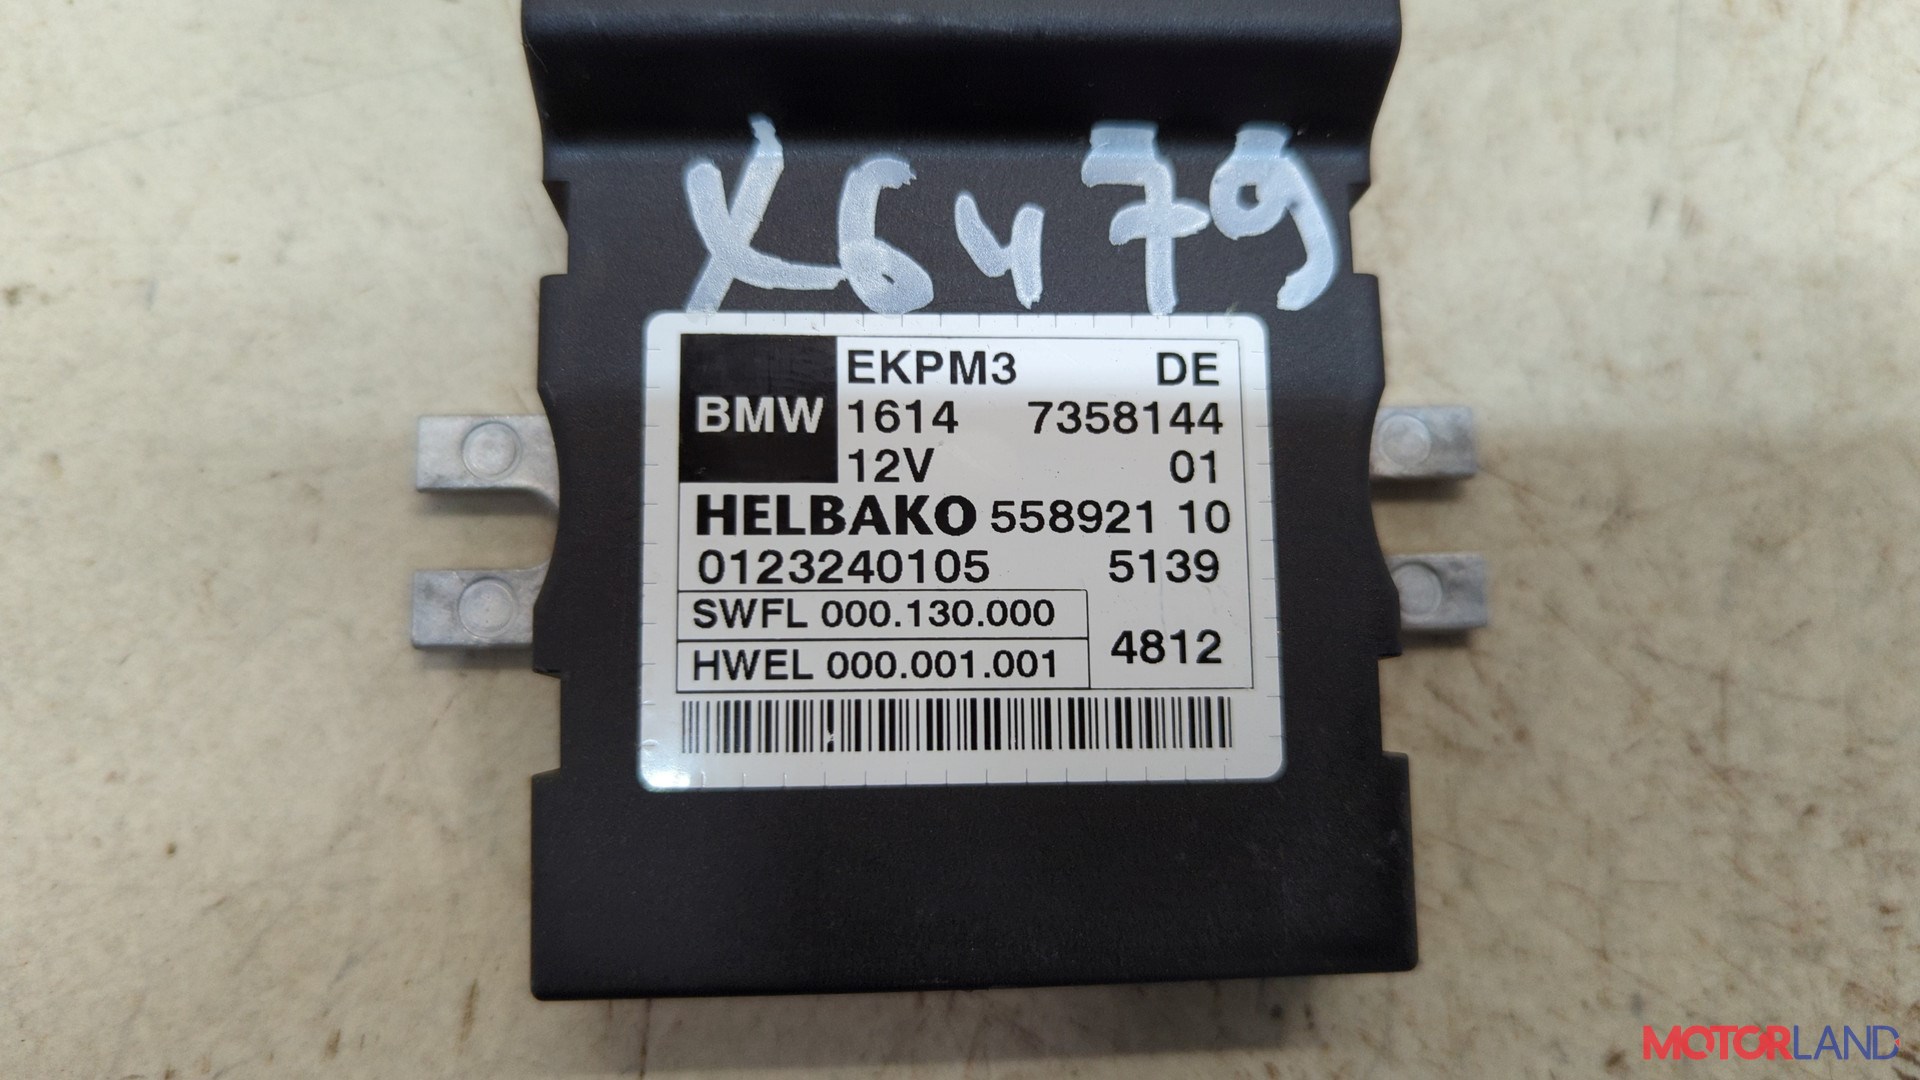 X6479
BMW
EKPM3 DE
1614 7358144
12V 01
HELBAKO 558921 10
0123240105 5139
SWFL 000.130.000
HWEL 000.001.001
4812
MOTORLAND